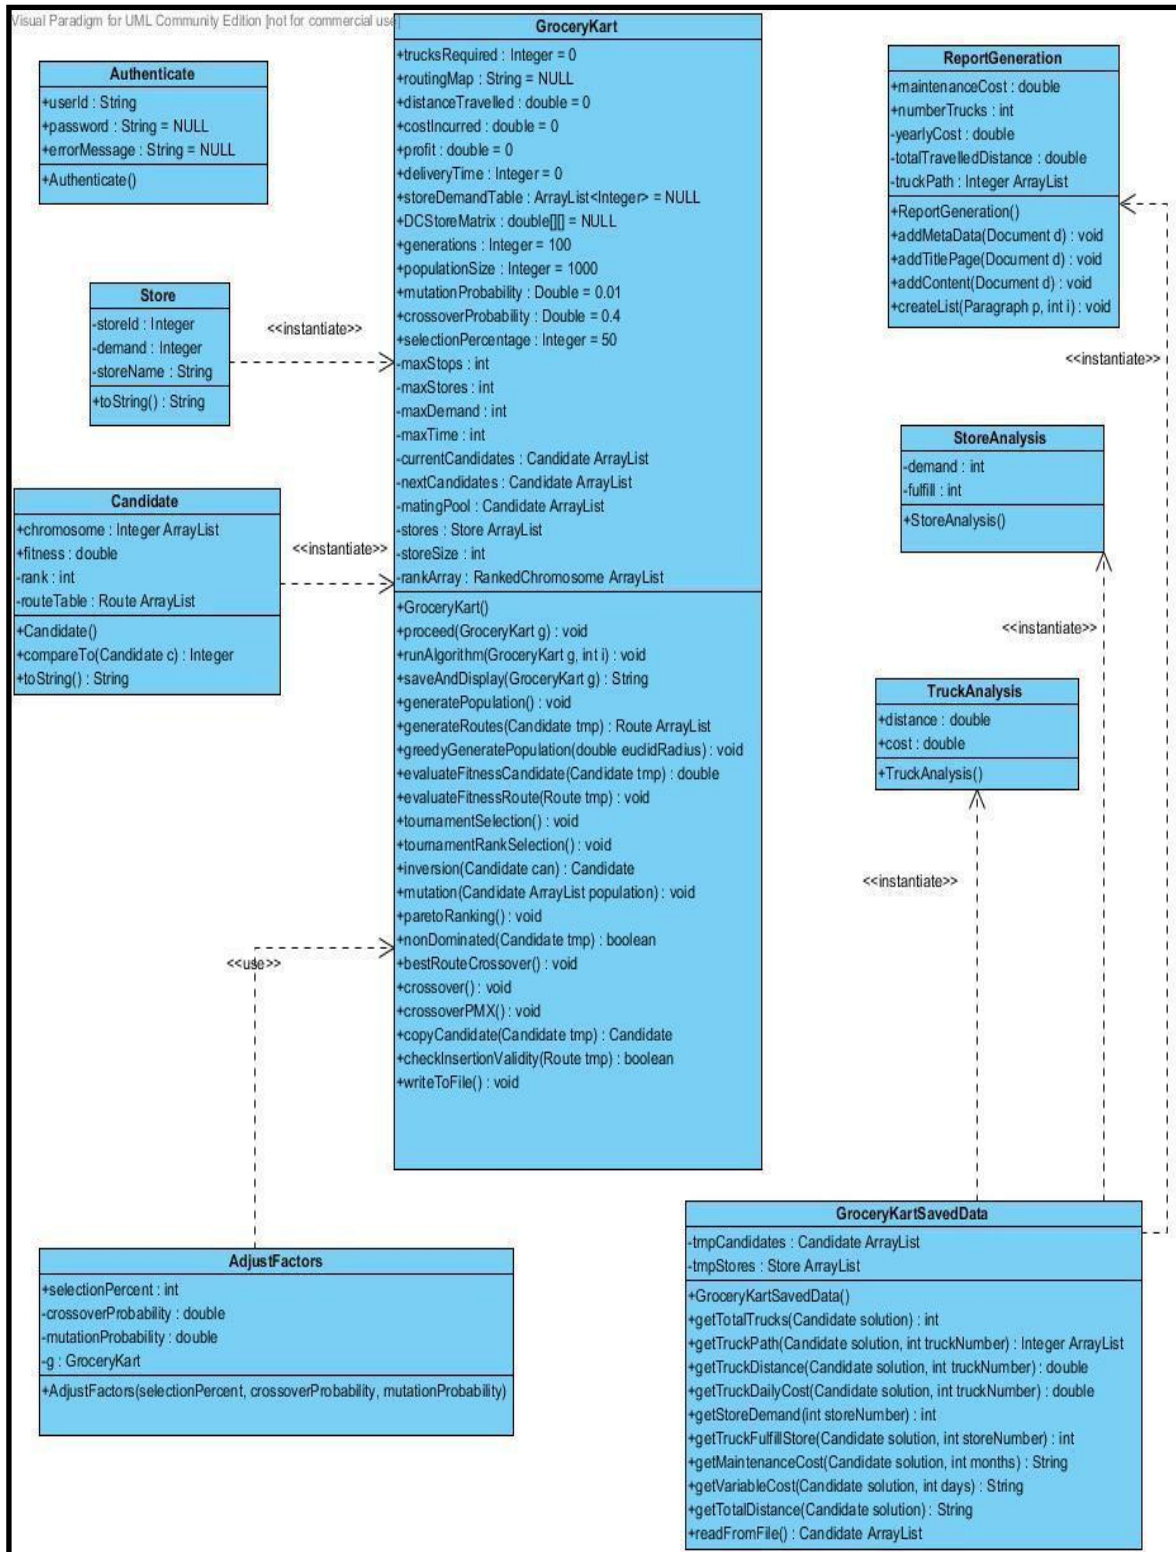 Visual Paradigm for UML Community Edition [not for commercial use]
Authenticate
+userId : String
+password : String = NULL
+errorMessage : String = NULL
+Authenticate()
Store
-storeId : Integer
-demand : Integer
-storeName : String
+toString() : String
<<instantiate>>
Candidate
+chromosome : Integer ArrayList
+fitness : double
-rank : int
-routeTable : Route ArrayList
+Candidate()
+compareTo(Candidate c) : Integer
+toString() : String
<<instantiate>>
GroceryKart
+trucksRequired : Integer = 0
+routingMap : String = NULL
+distanceTravelled : double = 0
+costIncurred : double = 0
+profit : double = 0
+deliveryTime : Integer = 0
+storeDemandTable : ArrayList<Integer> = NULL
+DCStoreMatrix : double[][] = NULL
+generations : Integer = 100
+populationSize : Integer = 1000
+mutationProbability : Double = 0.01
+crossoverProbability : Double = 0.4
+selectionPercentage : Integer = 50
-maxStops : int
-maxStores : int
-maxDemand : int
-maxTime : int
-currentCandidates : Candidate ArrayList
-nextCandidates : Candidate ArrayList
-matingPool : Candidate ArrayList
-stores : Store ArrayList
-storeSize : int
-rankArray : RankedChromosome ArrayList
+GroceryKart()
+proceed(GroceryKart g) : void
+runAlgorithm(GroceryKart g, int i) : void
+saveAndDisplay(GroceryKart g) : String
+generatePopulation() : void
+generateRoutes(Candidate tmp) : Route ArrayList
+greedyGeneratePopulation(double euclidRadius) : void
+evaluateFitnessCandidate(Candidate tmp) : double
+evaluateFitnessRoute(Route tmp) : void
+tournamentSelection() : void
+tournamentRankSelection() : void
+inversion(Candidate can) : Candidate
+mutation(Candidate ArrayList population) : void
+paretoRanking() : void
+nonDominated(Candidate tmp) : boolean
+bestRouteCrossover() : void
+crossover() : void
+crossoverPMX() : void
+copyCandidate(Candidate tmp) : Candidate
+checkInsertionValidity(Route tmp) : boolean
+writeToFile() : void
<<use>>
AdjustFactors
+selectionPercent : int
-crossoverProbability : double
-mutationProbability : double
-g : GroceryKart
+AdjustFactors(selectionPercent, crossoverProbability, mutationProbability)
ReportGeneration
+maintenanceCost : double
+numberTrucks : int
-yearlyCost : double
-totalTravelledDistance : double
-truckPath : Integer ArrayList
+ReportGeneration()
+addMetaData(Document d) : void
+addTitlePage(Document d) : void
+addContent(Document d) : void
+createList(Paragraph p, int i) : void
<<instantiate>>
StoreAnalysis
-demand : int
-fulfill : int
+StoreAnalysis()
<<instantiate>>
TruckAnalysis
+distance : double
+cost : double
+TruckAnalysis()
<<instantiate>>
GroceryKartSavedData
-tmpCandidates : Candidate ArrayList
-tmpStores : Store ArrayList
+GroceryKartSavedData()
+getTotalTrucks(Candidate solution) : int
+getTruckPath(Candidate solution, int truckNumber) : Integer ArrayList
+getTruckDistance(Candidate solution, int truckNumber) : double
+getTruckDailyCost(Candidate solution, int truckNumber) : double
+getStoreDemand(int storeNumber) : int
+getTruckFulfillStore(Candidate solution, int storeNumber) : int
+getMaintenanceCost(Candidate solution, int months) : String
+getVariableCost(Candidate solution, int days) : String
+getTotalDistance(Candidate solution) : String
+readFromFile() : Candidate ArrayList